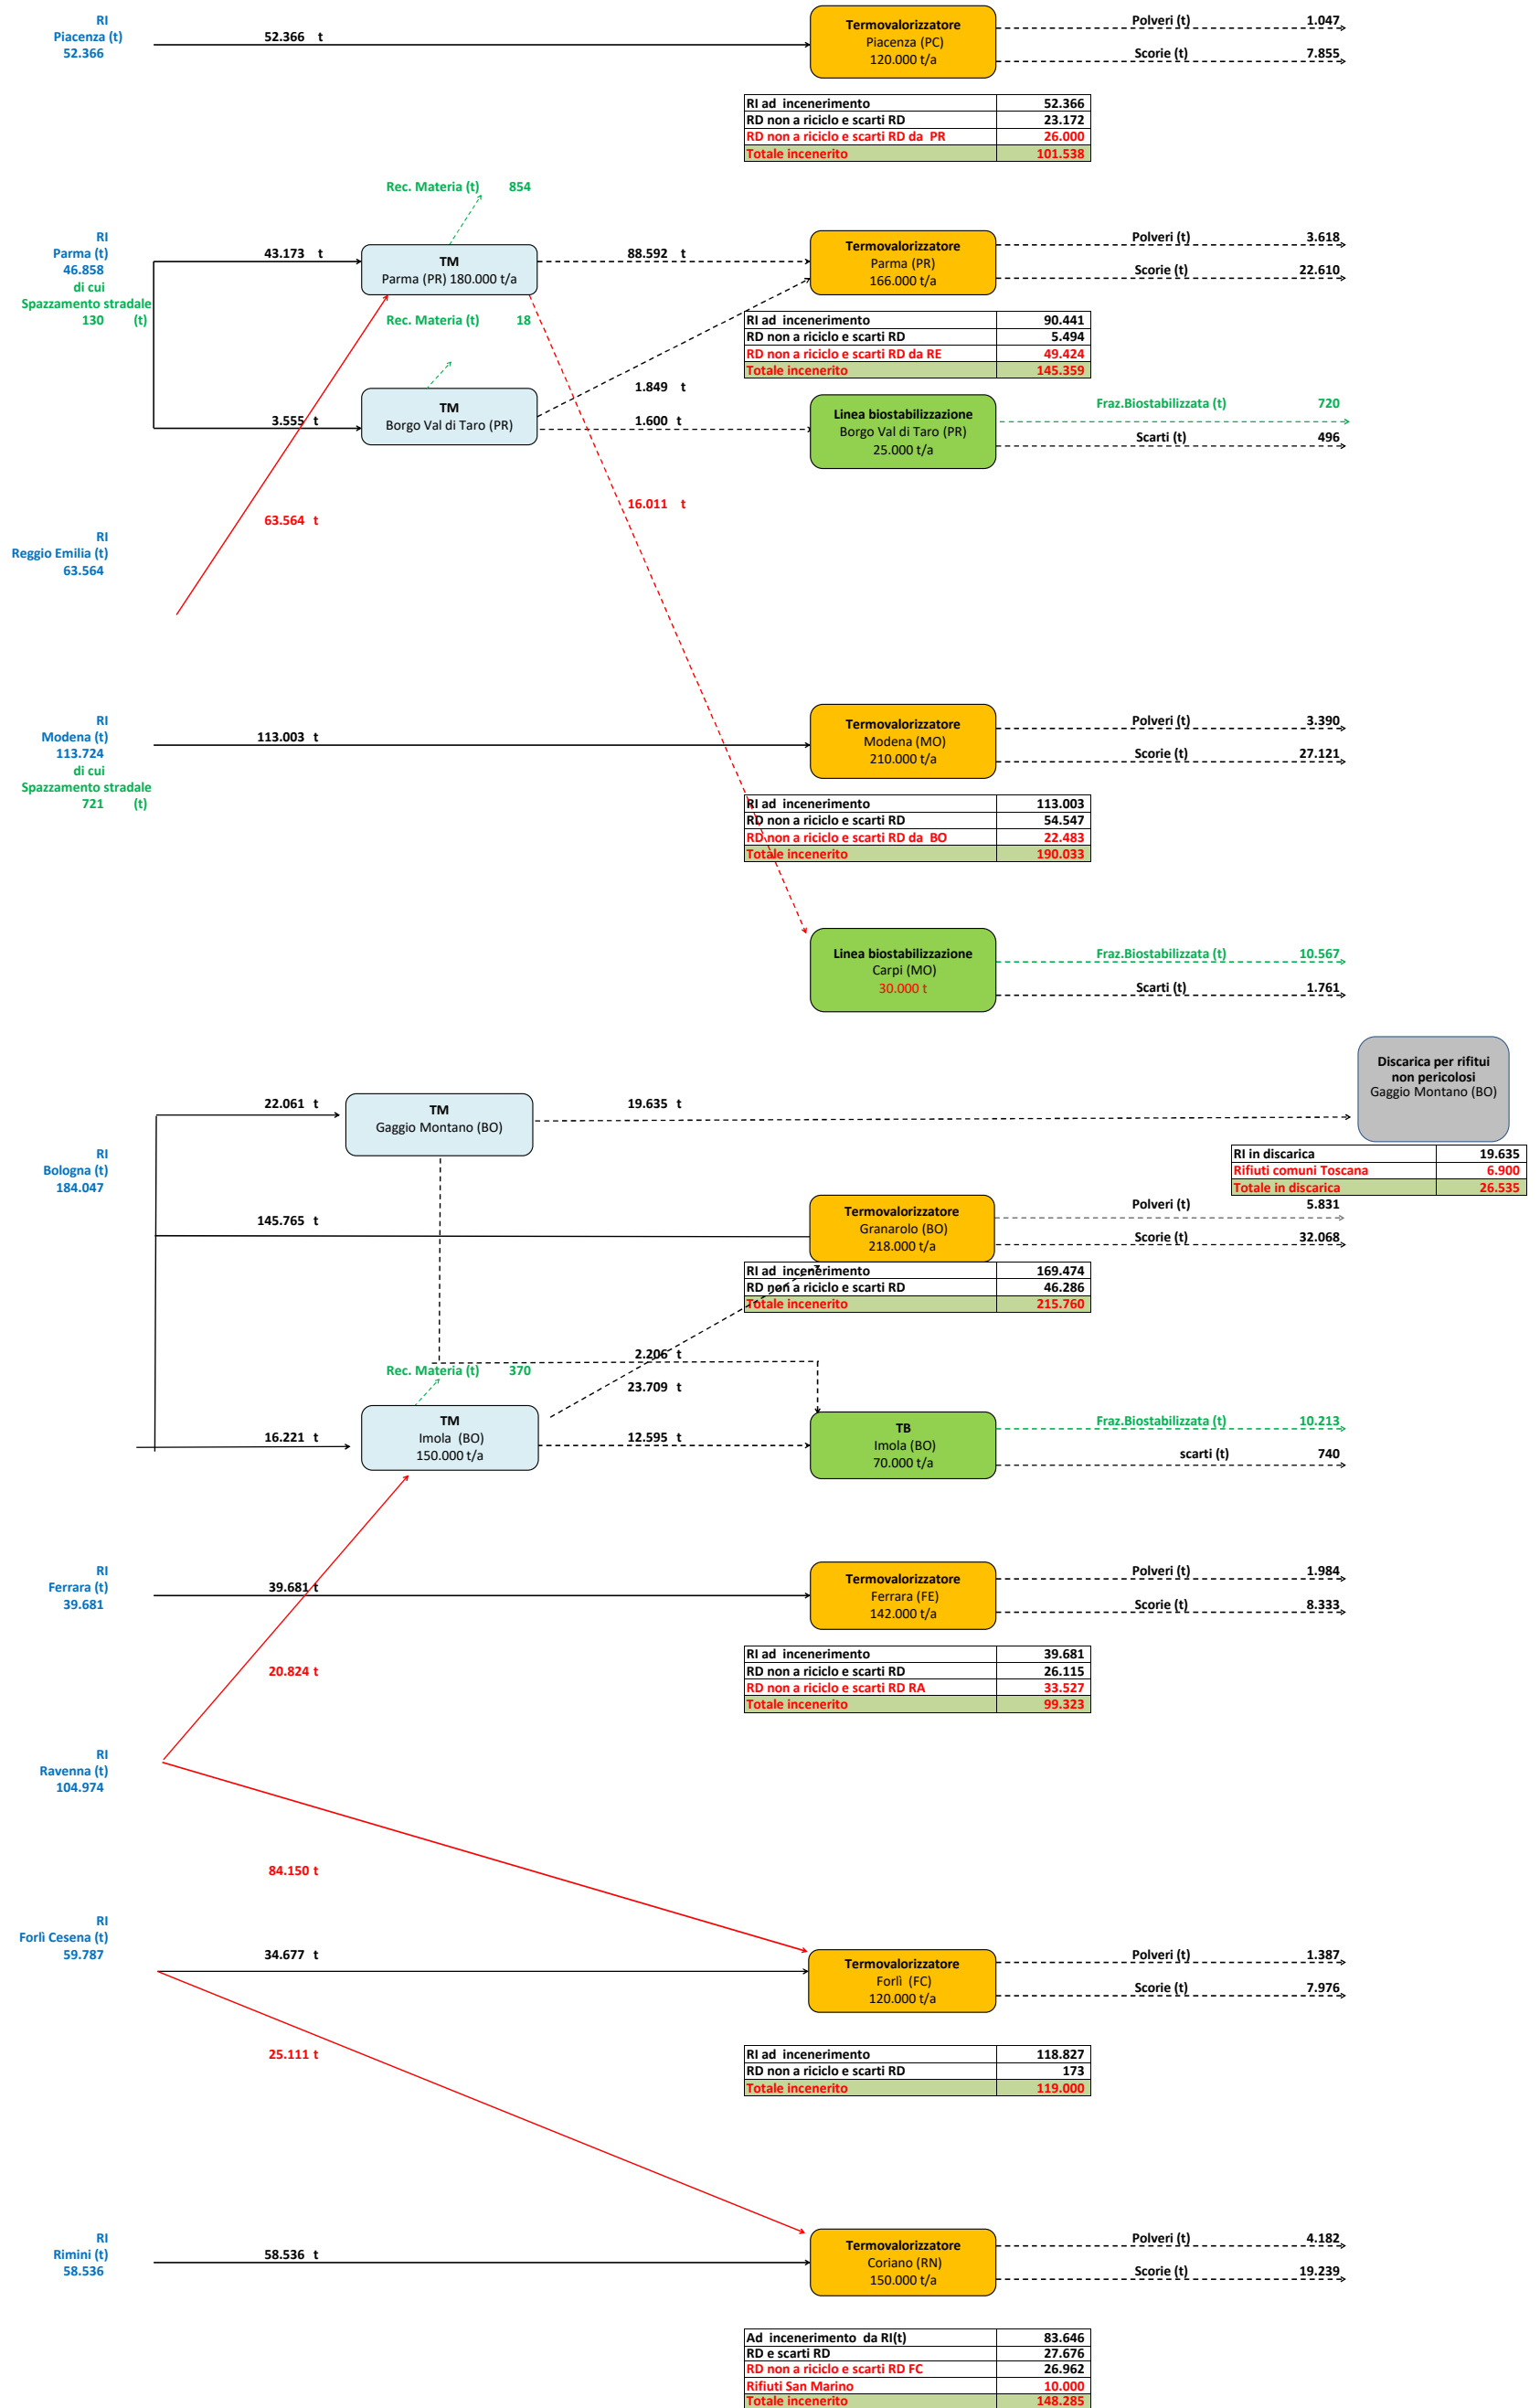 RI
Piacenza (t)
52.366
52.366 t
Termovalorizzatore
Piacenza (PC)
120.000 t/a
Polveri (t) 1.047
Scorie (t) 7.855
RI ad incenerimento 52.366
RD non a riciclo e scarti RD 23.172
RD non a riciclo e scarti RD da PR 26.000
Totale incenerito 101.538
Rec. Materia (t) 854
RI
Parma (t)
46.858
di cui
Spazzamento stradale
130 (t)
43.173 t
TM
Parma (PR) 180.000 t/a
88.592 t
Termovalorizzatore
Parma (PR)
166.000 t/a
Polveri (t) 3.618
Scorie (t) 22.610
Rec. Materia (t) 18
RI ad incenerimento 90.441
RD non a riciclo e scarti RD 5.494
RD non a riciclo e scarti RD da RE 49.424
Totale incenerito 145.359
3.555 t
TM
Borgo Val di Taro (PR)
1.849 t
1.600 t
Linea biostabilizzazione
Borgo Val di Taro (PR)
25.000 t/a
Fraz.Biostabilizzata (t) 720
Scarti (t) 496
16.011 t
63.564 t
RI
Reggio Emilia (t)
63.564
RI
Modena (t)
113.724
di cui
Spazzamento stradale
721 (t)
113.003 t
Termovalorizzatore
Modena (MO)
210.000 t/a
Polveri (t) 3.390
Scorie (t) 27.121
RI ad incenerimento 113.003
RD non a riciclo e scarti RD 54.547
RD non a riciclo e scarti RD da BO 22.483
Totale incenerito 190.033
Linea biostabilizzazione
Carpi (MO)
30.000 t
Fraz.Biostabilizzata (t) 10.567
Scarti (t) 1.761
Discarica per rifitui
non pericolosi
Gaggio Montano (BO)
22.061 t
TM
Gaggio Montano (BO)
19.635 t
RI in discarica 19.635
Rifiuti comuni Toscana 6.900
Totale in discarica 26.535
RI
Bologna (t)
184.047
145.765 t
Termovalorizzatore
Granarolo (BO)
218.000 t/a
Polveri (t) 5.831
Scorie (t) 32.068
RI ad incenerimento 169.474
RD non a riciclo e scarti RD 46.286
Totale incenerito 215.760
2.206 t
Rec. Materia (t) 370
23.709 t
16.221 t
TM
Imola (BO)
150.000 t/a
12.595 t
TB
Imola (BO)
70.000 t/a
Fraz.Biostabilizzata (t) 10.213
scarti (t) 740
RI
Ferrara (t)
39.681
39.681 t
Termovalorizzatore
Ferrara (FE)
142.000 t/a
Polveri (t) 1.984
Scorie (t) 8.333
RI ad incenerimento 39.681
RD non a riciclo e scarti RD 26.115
RD non a riciclo e scarti RD RA 33.527
Totale incenerito 99.323
20.824 t
RI
Ravenna (t)
104.974
84.150 t
RI
Forlì Cesena (t)
59.787
34.677 t
Termovalorizzatore
Forlì (FC)
120.000 t/a
Polveri (t) 1.387
Scorie (t) 7.976
25.111 t
RI ad incenerimento 118.827
RD non a riciclo e scarti RD 173
Totale incenerito 119.000
RI
Rimini (t)
58.536
58.536 t
Termovalorizzatore
Coriano (RN)
150.000 t/a
Polveri (t) 4.182
Scorie (t) 19.239
Ad incenerimento da RI(t) 83.646
RD e scarti RD 27.676
RD non a riciclo e scarti RD FC 26.962
Rifiuti San Marino 10.000
Totale incenerito 148.285